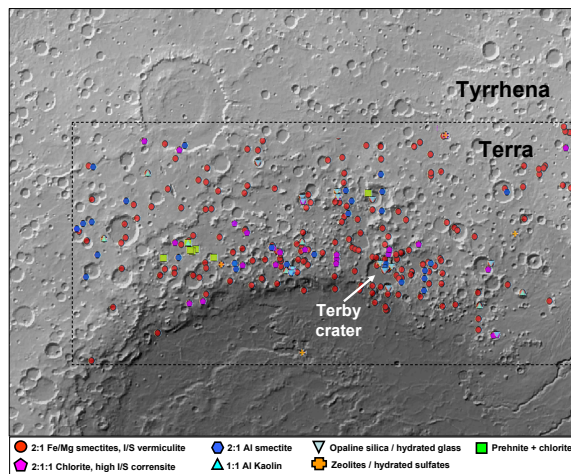 Tyrrhena
Terra
Terby
crater
2:1 Fe/Mg smectites, I/S vermiculite
2:1 Al smectite
Opaline silica / hydrated glass
Prehnite + chlorite
2:1:1 Chlorite, high I/S corrensite
1:1 Al Kaolin
Zeolites / hydrated sulfates